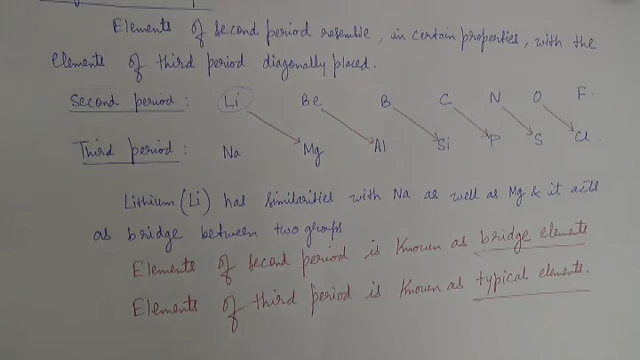 Elements of second period resemble, in certain properties, with the
elements of third period diagonally placed.
Second period: Li Be B C N O F.
Third period: Na Mg Al Si P S Cl
Lithium (Li) has similarities with Na as well as Mg & it acts
as bridge between two groups
Elements of second period is known as bridge elements
Elements of third period is known as typical elements.